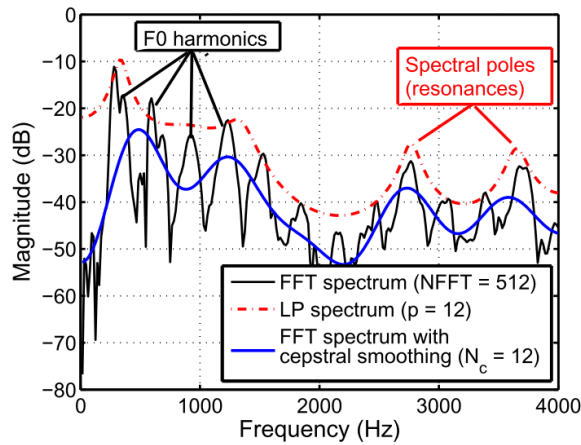 F0 harmonics
Spectral poles
(resonances)
−10
−20
−30
−40
−50
−60
−70
−80
Magnitude (dB)
FFT spectrum (NFFT = 512)
LP spectrum (p = 12)
FFT spectrum with
cepstral smoothing (N_c = 12)
0 1000 2000 3000 4000
Frequency (Hz)